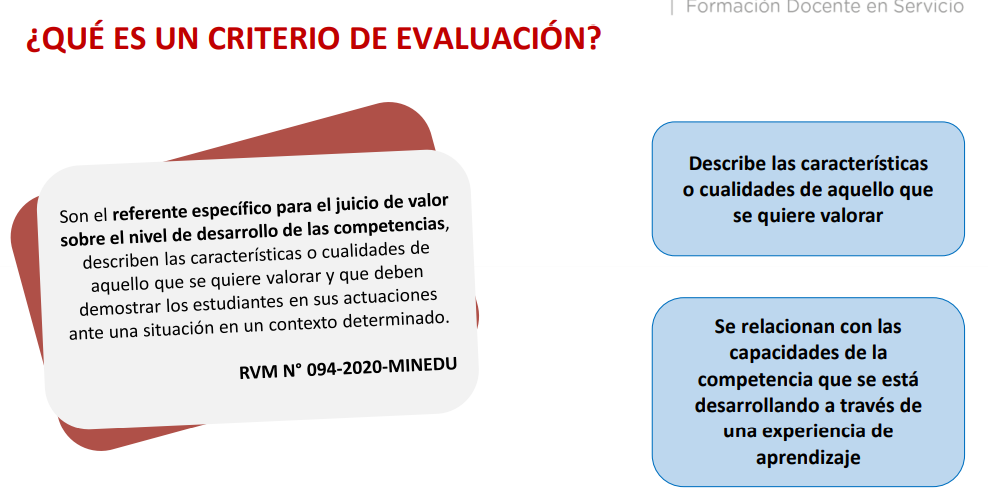 | Formación Docente en Servicio
¿QUÉ ES UN CRITERIO DE EVALUACIÓN?
Son el referente específico para el juicio de valor
sobre el nivel de desarrollo de las competencias,
describen las características o cualidades de
aquello que se quiere valorar y que deben
demostrar los estudiantes en sus actuaciones
ante una situación en un contexto determinado.
RVM N° 094-2020-MINEDU
Describe las características
o cualidades de aquello que
se quiere valorar
Se relacionan con las
capacidades de la
competencia que se está
desarrollando a través de
una experiencia de
aprendizaje